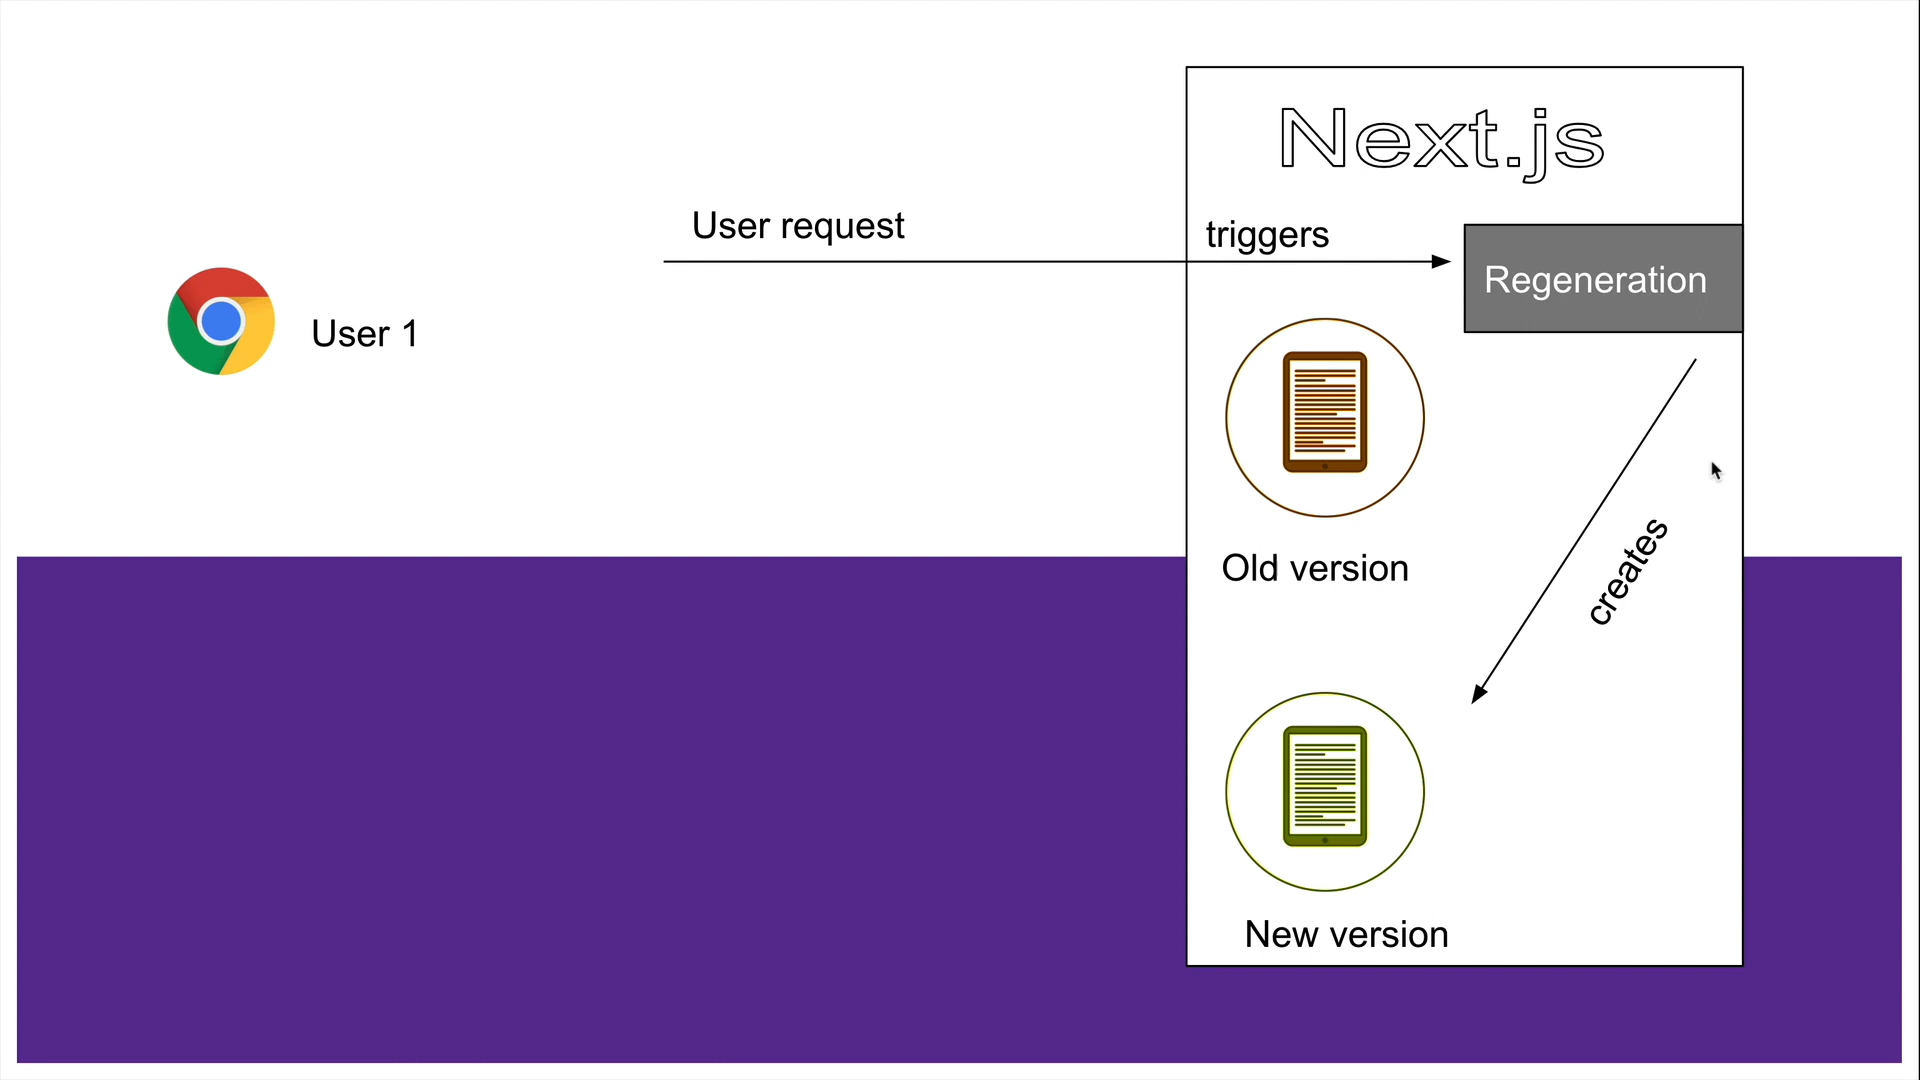 Next.js
User request
triggers
Regeneration
User 1
Old version
creates
New version